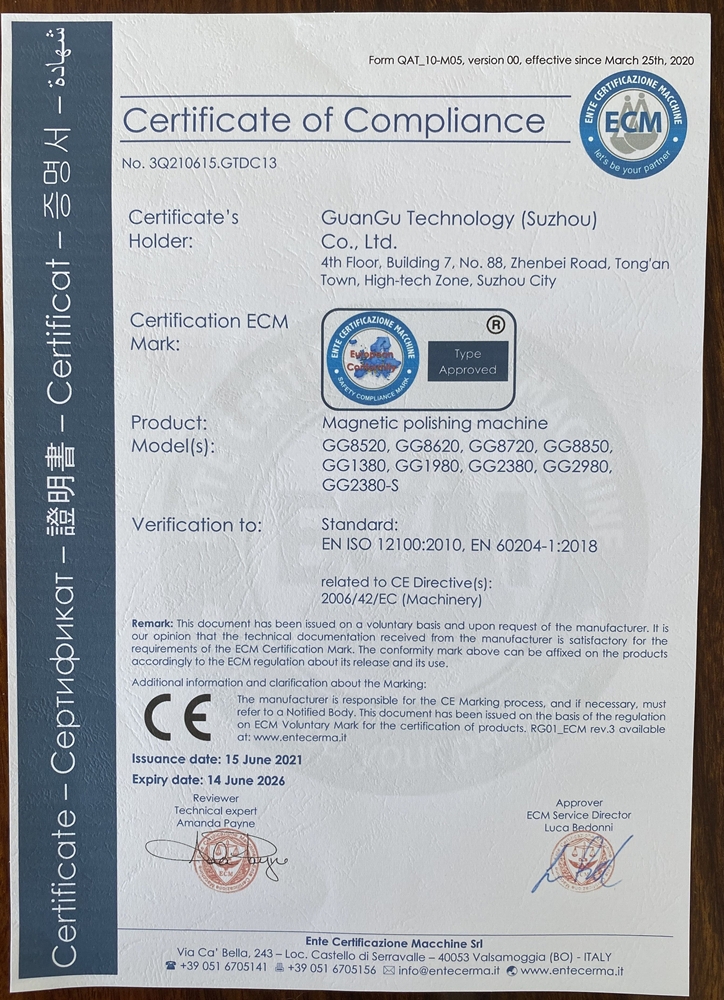 Form QAT_10-M05, version 00, effective since March 25th, 2020
Certificate of Compliance
ENTE CERTIFICAZIONE MACCHINE
ECM
let's be your partner
No. 3Q210615.GTDC13
Certificate's
Holder:
GuanGu Technology (Suzhou)
Co., Ltd.
4th Floor, Building 7, No. 88, Zhenbei Road, Tong'an
Town, High-tech Zone, Suzhou City
Certification ECM
Mark:
ENTE CERTIFICAZIONE MACCHINE
European
Conformity
SAFETY COMPLIANCE MARK
®
Type
Approved
Product:
Magnetic polishing machine
Model(s):
GG8520, GG8620, GG8720, GG8850,
GG1380, GG1980, GG2380, GG2980,
GG2380-S
Verification to:
Standard:
EN ISO 12100:2010, EN 60204-1:2018
related to CE Directive(s):
2006/42/EC (Machinery)
Remark: This document has been issued on a voluntary basis and upon request of the manufacturer. It is
our opinion that the technical documentation received from the manufacturer is satisfactory for the
requirements of the ECM Certification Mark. The conformity mark above can be affixed on the products
accordingly to the ECM regulation about its release and its use.
Additional information and clarification about the Marking:
CE
The manufacturer is responsible for the CE Marking process, and if necessary, must
refer to a Notified Body. This document has been issued on the basis of the regulation
on ECM Voluntary Mark for the certification of products. RG01_ECM rev.3 available
at: www.entecerma.it
Issuance date: 15 June 2021
Expiry date: 14 June 2026
Reviewer
Technical expert
Amanda Payne
Approver
ECM Service Director
Luca Bedonni
ECM
Ente Certificazione Macchine Srl
Via Ca' Bella, 243 – Loc. Castello di Serravalle – 40053 Valsamoggia (BO) - ITALY
☎ +39 051 6705141 +39 051 6705156 ✉ info@entecerma.it www.entecerma.it
Certificate – Сертификат – 證明書 – Certificat – 증명서 – شهادة